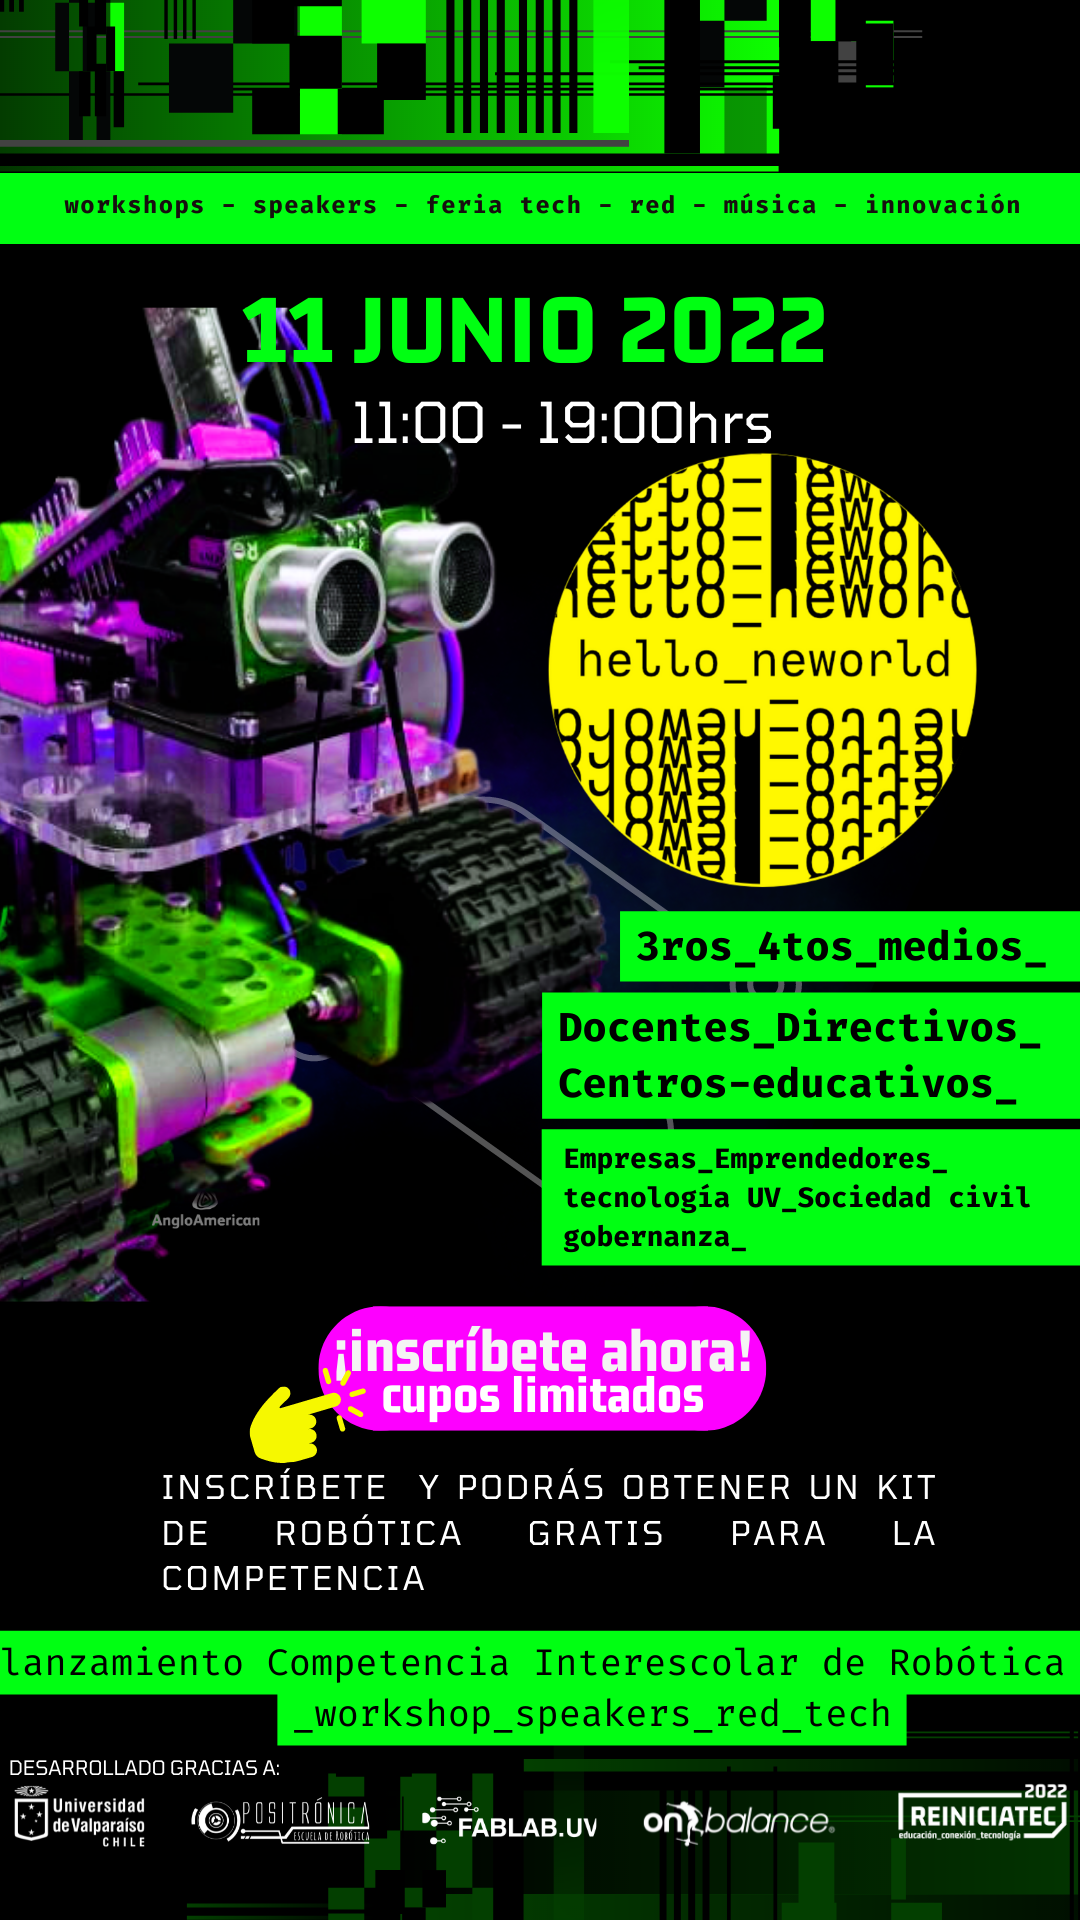 workshops - speakers - feria tech - red - música - innovación
11 JUNIO 2022
11:00 - 19:00hrs
hello_neworld
hello_neworld
3ros_4tos_medios_
Docentes_Directivos_
Centros-educativos_
Empresas_Emprendedores_
tecnología UV_Sociedad civil
gobernanza_
AngloAmerican
¡inscríbete ahora!
cupos limitados
INSCRÍBETE Y PODRÁS OBTENER UN KIT
DE ROBÓTICA GRATIS PARA LA
COMPETENCIA
lanzamiento Competencia Interescolar de Robótica
_workshop_speakers_red_tech
DESARROLLADO GRACIAS A:
Universidad
de Valparaíso
CHILE
POSITRÓNICA
ESCUELA DE ROBÓTICA
FABLAB.UV
on balance®
2022
REINICIATEC
educación_conexión_tecnología